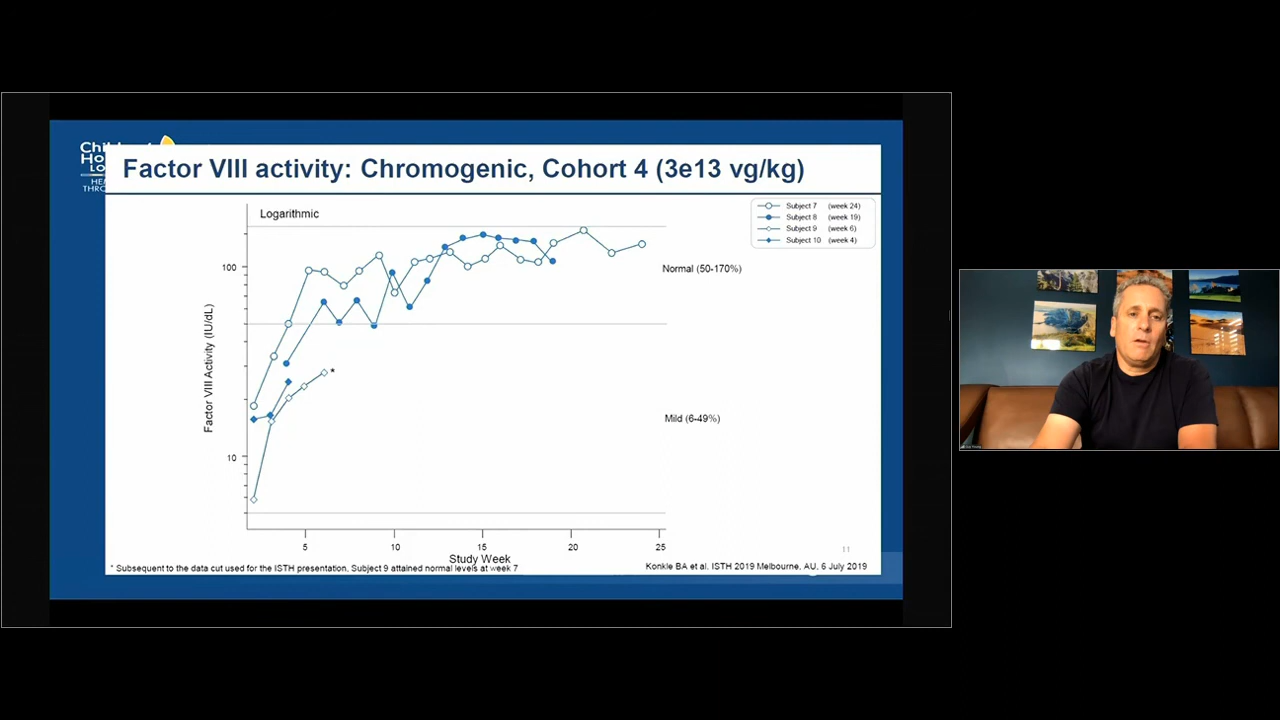 Factor VIII activity: Chromogenic, Cohort 4 (3e13 vg/kg)
Logarithmic
Subject 7 (week 24)
Subject 8 (week 19)
Subject 9 (week 6)
Subject 10 (week 4)
100
Normal (50-170%)
Factor VIII Activity (IU/dL)
*
Mild (6-49%)
10
5 10 15 20 25
Study Week
11
* Subsequent to the data cut used for the ISTH presentation, Subject 9 attained normal levels at week 7
Konkle BA et al. ISTH 2019 Melbourne, AU, 6 July 2019